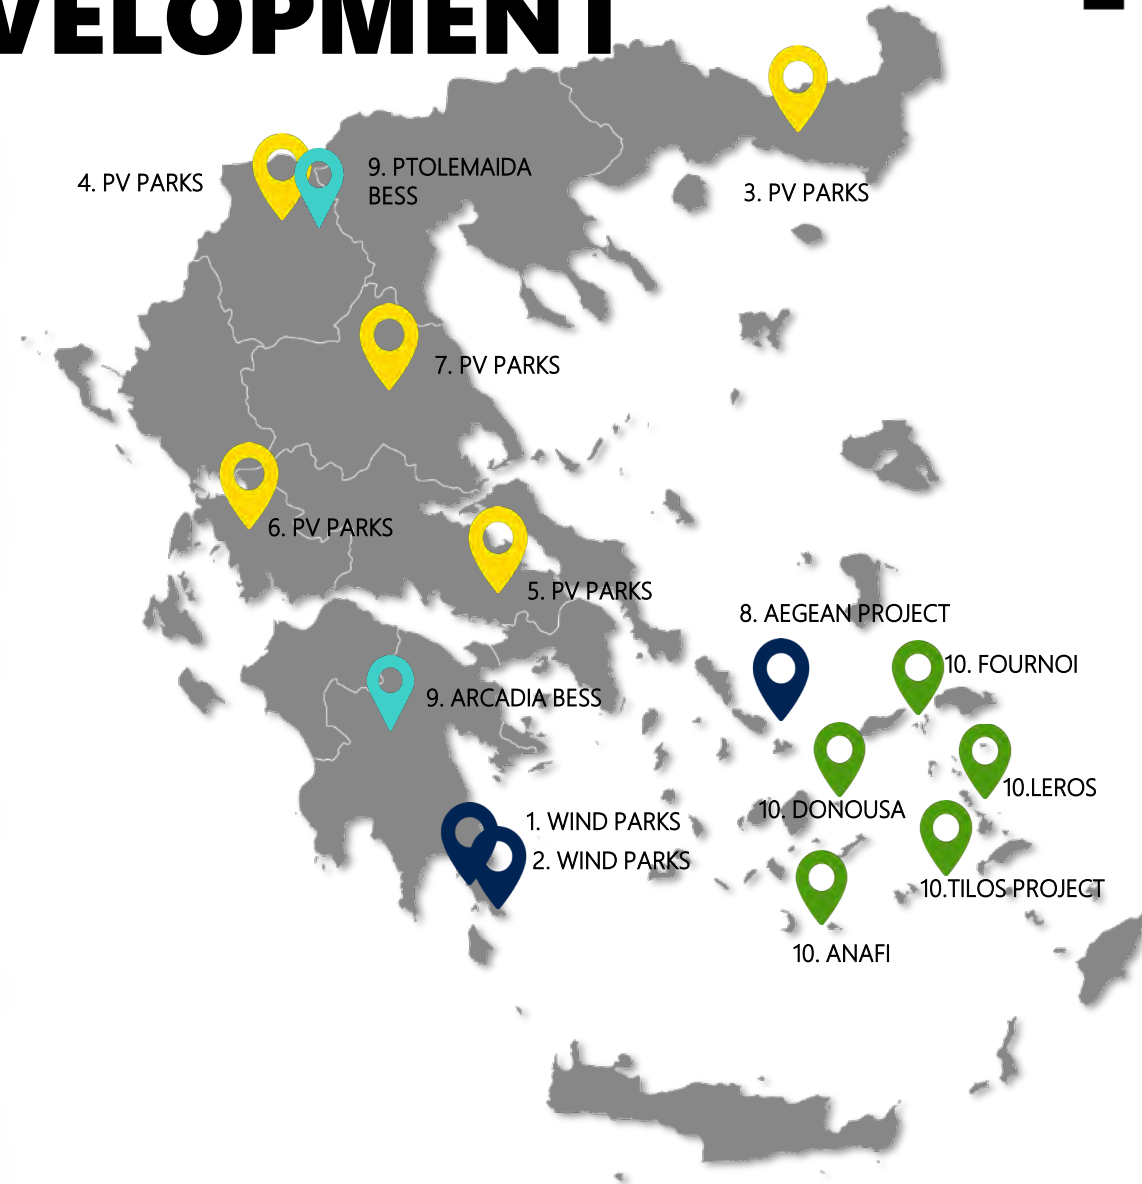 VELOPMENT
4. PV PARKS
9. PTOLEMAIDA
BESS
3. PV PARKS
7. PV PARKS
6. PV PARKS
5. PV PARKS
8. AEGEAN PROJECT
10. FOURNOI
9. ARCADIA BESS
10.LEROS
10. DONOUSA
1. WIND PARKS
2. WIND PARKS
10.TILOS PROJECT
10. ANAFI